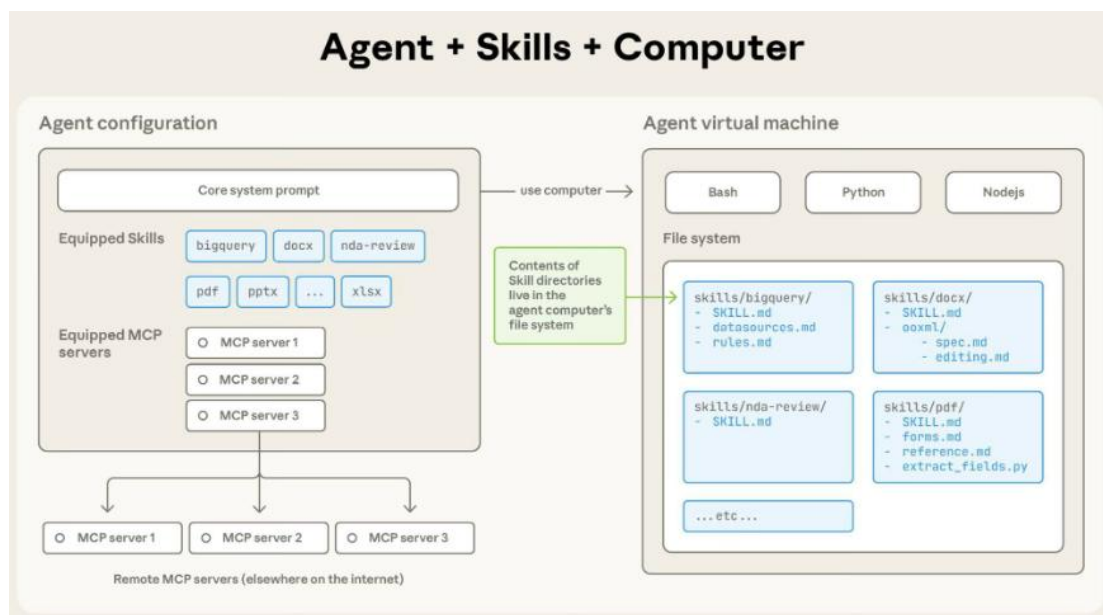 Agent + Skills + Computer
Agent configuration
Core system prompt
Equipped Skills
bigquery
docx
nda-review
pdf
pptx
...
xlsx
Equipped MCP
servers
MCP server 1
MCP server 2
MCP server 3
MCP server 1
MCP server 2
MCP server 3
Remote MCP servers (elsewhere on the internet)
use computer
Contents of
Skill directories
live in the
agent computer's
file system
Agent virtual machine
Bash
Python
Nodejs
File system
skills/bigquery/
- SKILL.md
- datasources.md
- rules.md
skills/docx/
- SKILL.md
- ooxml/
- spec.md
- editing.md
skills/nda-review/
- SKILL.md
skills/pdf/
- SKILL.md
- forms.md
- reference.md
- extract_fields.py
...etc...